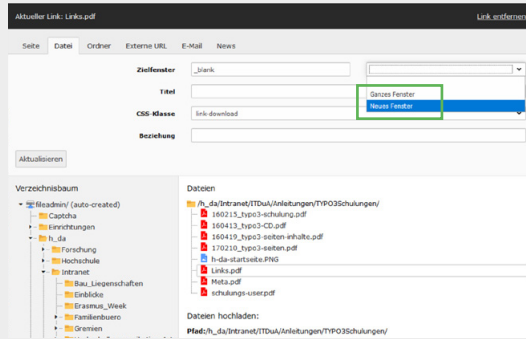 Aktueller Link: Links.pdf
Link entfernen
Seite Datei Ordner Externe URL E-Mail News
Zielfenster _blank
Ganzes Fenster
Neues Fenster
Titel
CSS-Klasse link-download
Beziehung
Aktualisieren
Verzeichnisbaum
fileadmin/ (auto-created)
Captcha
Einrichtungen
h_da
Forschung
Hochschule
Intranet
Bau_Liegenschaften
Einblicke
Erasmus_Week
Familienbuero
Gremien
Dateien
/h_da/Intranet/ITDuA/Anleitungen/TYPO3Schulungen/
160215_typo3-schulung.pdf
160413_typo3-CD.pdf
160419_typo3-seiten-inhalte.pdf
170210_typo3-seiten.pdf
h-da-startseite.PNG
Links.pdf
Meta.pdf
schulungs-user.pdf
Dateien hochladen:
Pfad:/h_da/Intranet/ITDuA/Anleitungen/TYPO3Schulungen/